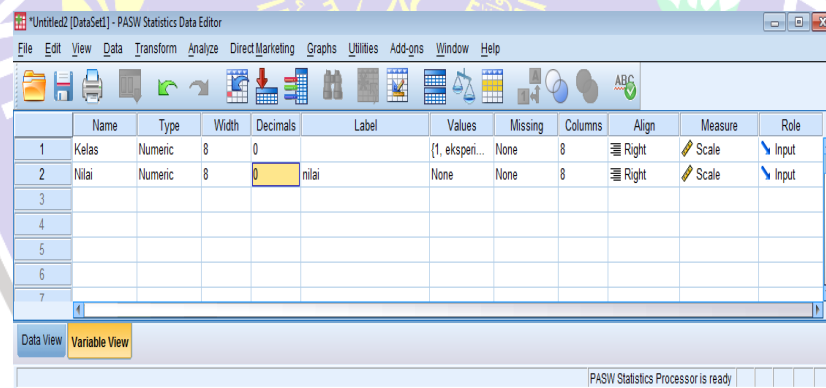 *Untitled2 [DataSet1] - PASW Statistics Data Editor
File Edit View Data Transform Analyze Direct Marketing Graphs Utilities Add-ons Window Help
Name Type Width Decimals Label Values Missing Columns Align Measure Role
1 Kelas Numeric 8 0 {1, eksperi... None 8 Right Scale Input
2 Nilai Numeric 8 0 nilai None None 8 Right Scale Input
3
4
5
6
7
Data View Variable View
PASW Statistics Processor is ready